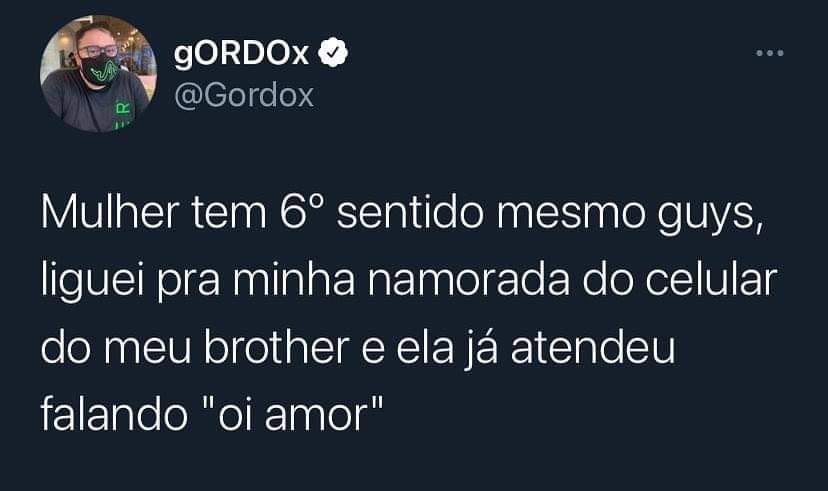 gORDOx
@Gordox
Mulher tem 6º sentido mesmo guys,
liguei pra minha namorada do celular
do meu brother e ela já atendeu
falando "oi amor"